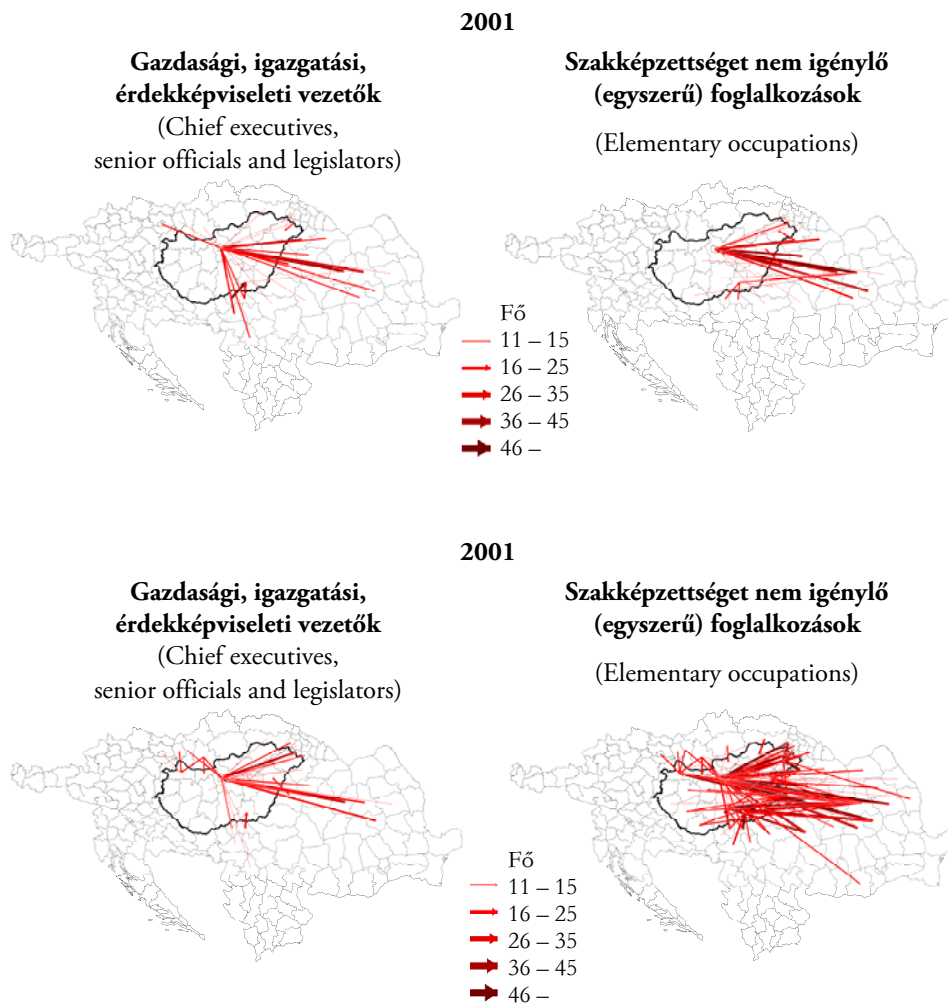 2001
Gazdasági, igazgatási,
érdekképviseleti vezetők
(Chief executives,
senior officials and legislators)
Szakképzettséget nem igénylő
(egyszerű) foglalkozások
(Elementary occupations)
Fő
11 – 15
16 – 25
26 – 35
36 – 45
46 –
2001
Gazdasági, igazgatási,
érdekképviseleti vezetők
(Chief executives,
senior officials and legislators)
Szakképzettséget nem igénylő
(egyszerű) foglalkozások
(Elementary occupations)
Fő
11 – 15
16 – 25
26 – 35
36 – 45
46 –